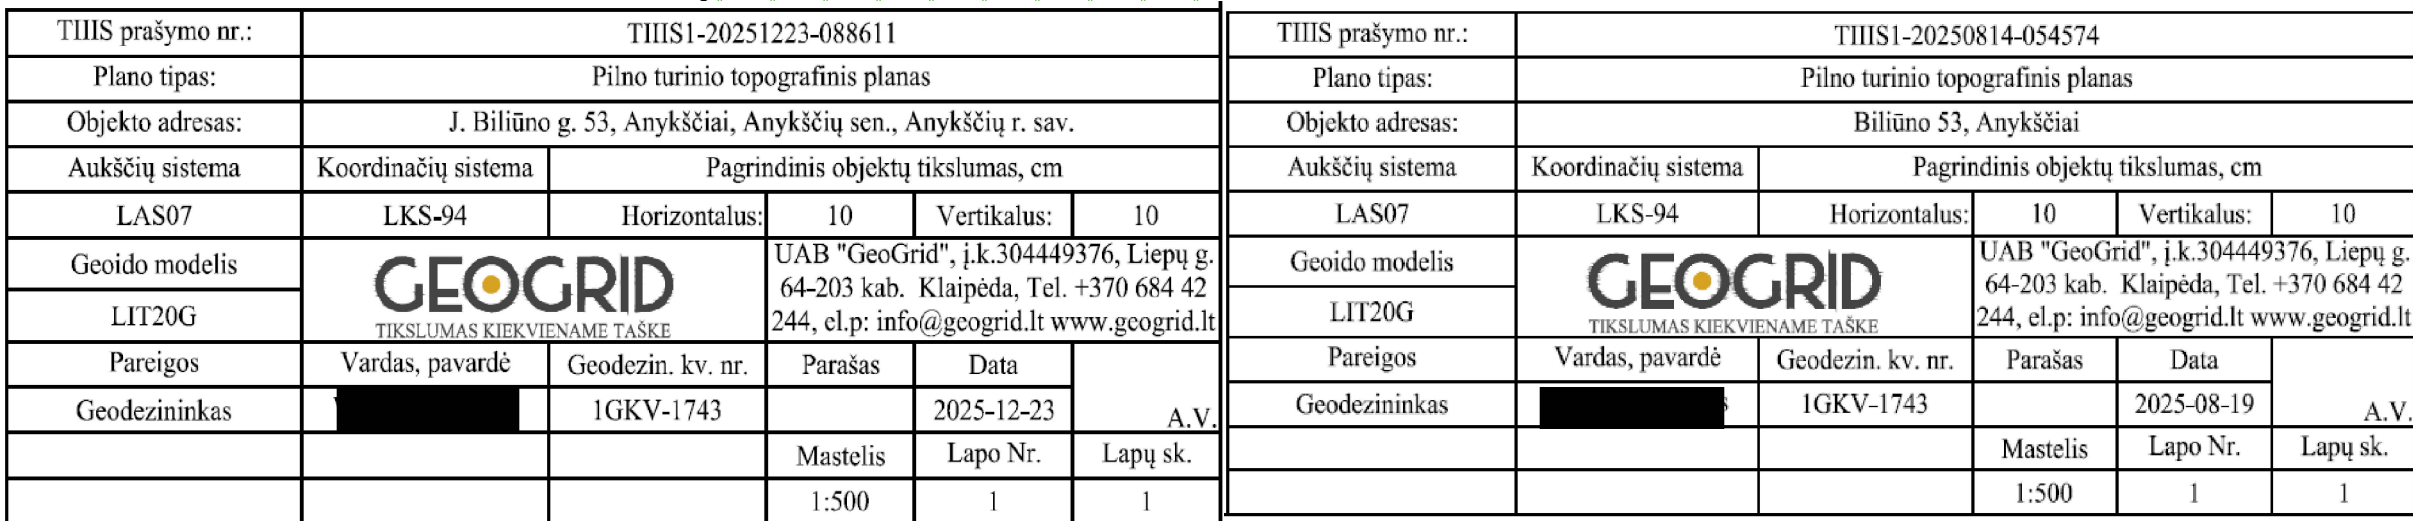 TIIIS prašymo nr.: TIIIS1-20251223-088611
Plano tipas: Pilno turinio topografinis planas
Objekto adresas: J. Biliūno g. 53, Anykščiai, Anykščių sen., Anykščių r. sav.
Aukščių sistema Koordinačių sistema Pagrindinis objektų tikslumas, cm
LAS07 LKS-94 Horizontalus: 10 Vertikalus: 10
Geoido modelis
LIT20G
GEOGRID
TIKSLUMAS KIEKVIENAME TAŠKE
UAB "GeoGrid", į.k.304449376, Liepų g.
64-203 kab. Klaipėda, Tel. +370 684 42
244, el.p: info@geogrid.lt www.geogrid.lt
Pareigos Vardas, pavardė Geodezin. kv. nr. Parašas Data
Geodezininkas 1GKV-1743 2025-12-23 A.V.
Mastelis Lapo Nr. Lapų sk.
1:500 1 1
TIIIS prašymo nr.: TIIIS1-20250814-054574
Plano tipas: Pilno turinio topografinis planas
Objekto adresas: Biliūno 53, Anykščiai
Aukščių sistema Koordinačių sistema Pagrindinis objektų tikslumas, cm
LAS07 LKS-94 Horizontalus: 10 Vertikalus: 10
Geoido modelis
LIT20G
GEOGRID
TIKSLUMAS KIEKVIENAME TAŠKE
UAB "GeoGrid", į.k.304449376, Liepų g.
64-203 kab. Klaipėda, Tel. +370 684 42
244, el.p: info@geogrid.lt www.geogrid.lt
Pareigos Vardas, pavardė Geodezin. kv. nr. Parašas Data
Geodezininkas 1GKV-1743 2025-08-19 A.V.
Mastelis Lapo Nr. Lapų sk.
1:500 1 1